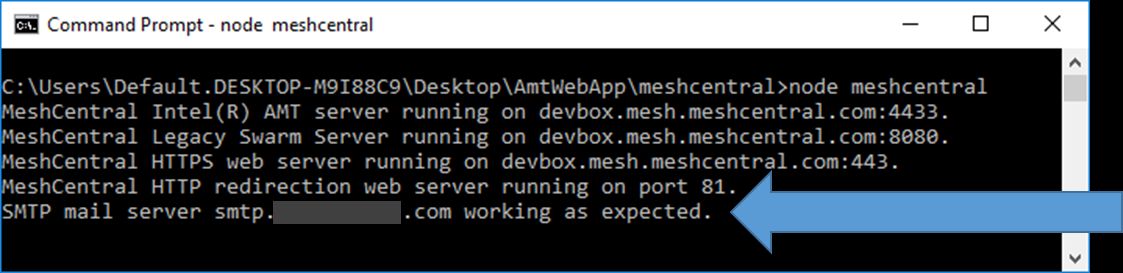 Command Prompt - node meshcentral
C:\Users\Default.DESKTOP-M9I88C9\Desktop\AmtWebApp\meshcentral>node meshcentral
MeshCentral Intel(R) AMT server running on devbox.mesh.meshcentral.com:4433.
MeshCentral Legacy Swarm Server running on devbox.mesh.meshcentral.com:8080.
MeshCentral HTTPS web server running on devbox.mesh.meshcentral.com:443.
MeshCentral HTTP redirection web server running on port 81.
SMTP mail server smtp. .com working as expected.